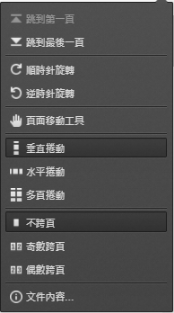 跳到第一頁
跳到最後一頁
順時針旋轉
逆時針旋轉
頁面移動工具
垂直捲動
水平捲動
多頁捲動
不跨頁
奇數跨頁
偶數跨頁
文件內容…